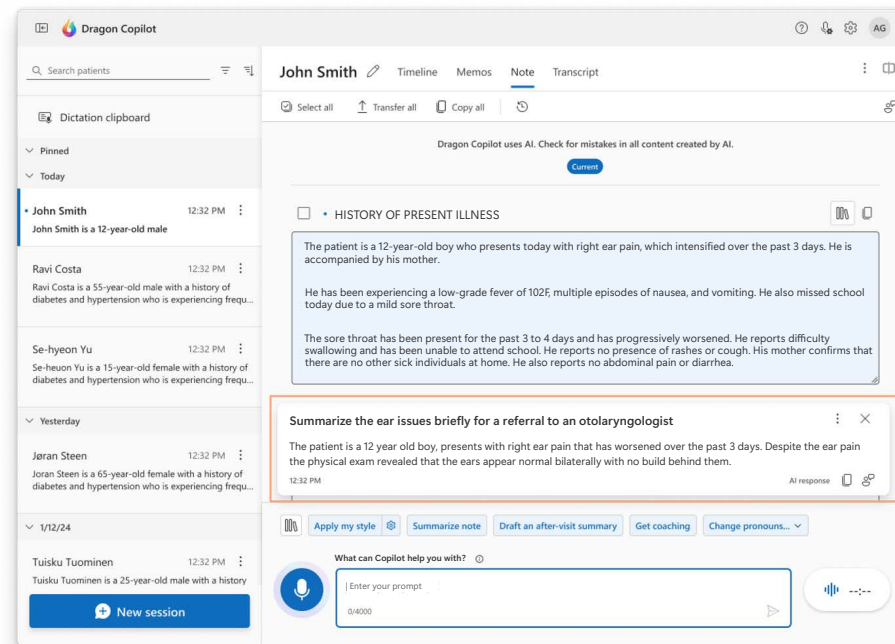 Dragon Copilot
AG
Search patients
Dictation clipboard
Pinned
Today
John Smith 12:32 PM
John Smith is a 12-year-old male
Ravi Costa 12:32 PM
Ravi Costa is a 55-year-old male with a history of
diabetes and hypertension who is experiencing frequ...
Se-hyeon Yu 12:32 PM
Se-heuon Yu is a 15-year-old female with a history of
diabetes and hypertension who is experiencing frequ...
Yesterday
Jøran Steen 12:32 PM
Joran Steen is a 65-year-old female with a history of
diabetes and hypertension who is experiencing frequ...
1/12/24
Tuisku Tuominen 12:32 PM
Tuisku Tuominen is a 25-year-old male with a history
New session
John Smith Timeline Memos Note Transcript
Select all Transfer all Copy all
Dragon Copilot uses AI. Check for mistakes in all content created by AI.
Current
• HISTORY OF PRESENT ILLNESS
The patient is a 12-year-old boy who presents today with right ear pain, which intensified over the past 3 days. He is
accompanied by his mother.
He has been experiencing a low-grade fever of 102F, multiple episodes of nausea, and vomiting. He also missed school
today due to a mild sore throat.
The sore throat has been present for the past 3 to 4 days and has progressively worsened. He reports difficulty
swallowing and has been unable to attend school. He reports no presence of rashes or cough. His mother confirms that
there are no other sick individuals at home. He also reports no abdominal pain or diarrhea.
Summarize the ear issues briefly for a referral to an otolaryngologist
The patient is a 12 year old boy, presents with right ear pain that has worsened over the past 3 days. Despite the ear pain
the physical exam revealed that the ears appear normal bilaterally with no build behind them.
12:32 PM AI response
Apply my style Summarize note Draft an after-visit summary Get coaching Change pronouns...
What can Copilot help you with?
Enter your prompt
0/4000
--:--